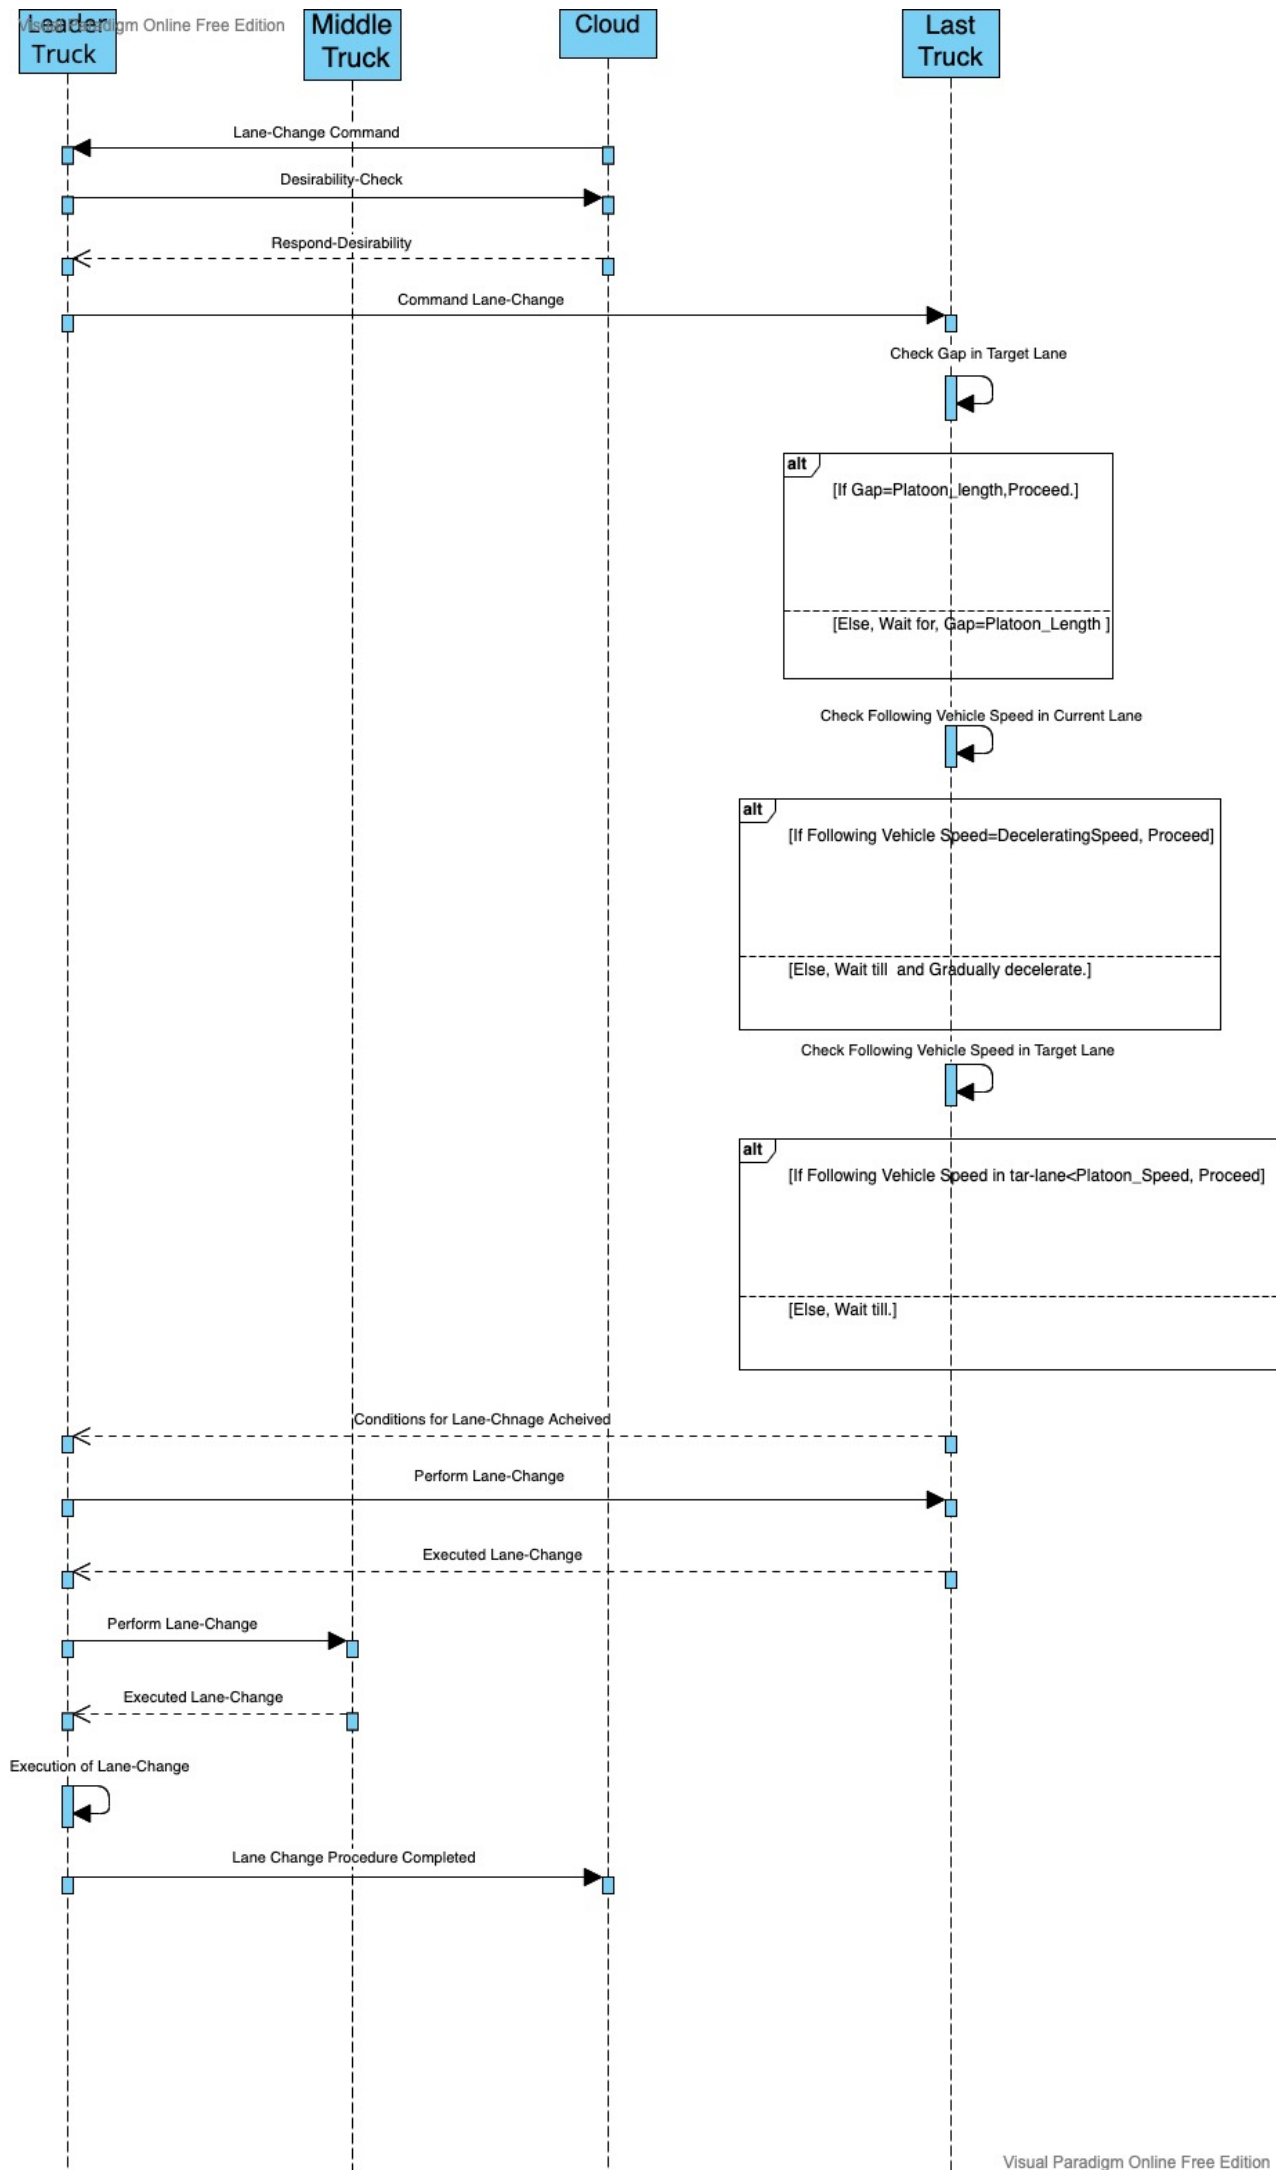 Visual Paradigm Online Free Edition
Leader
Truck
Middle
Truck
Cloud
Last
Truck
Lane-Change Command
Desirability-Check
Respond-Desirability
Command Lane-Change
Check Gap in Target Lane
alt
[If Gap=Platoon_length,Proceed.]
[Else, Wait for, Gap=Platoon_Length ]
Check Following Vehicle Speed in Current Lane
alt
[If Following Vehicle Speed=DeceleratingSpeed, Proceed]
[Else, Wait till  and Gradually decelerate.]
Check Following Vehicle Speed in Target Lane
alt
[If Following Vehicle Speed in tar-lane<Platoon_Speed, Proceed]
[Else, Wait till.]
Conditions for Lane-Chnage Acheived
Perform Lane-Change
Executed Lane-Change
Perform Lane-Change
Executed Lane-Change
Execution of Lane-Change
Lane Change Procedure Completed
Visual Paradigm Online Free Edition